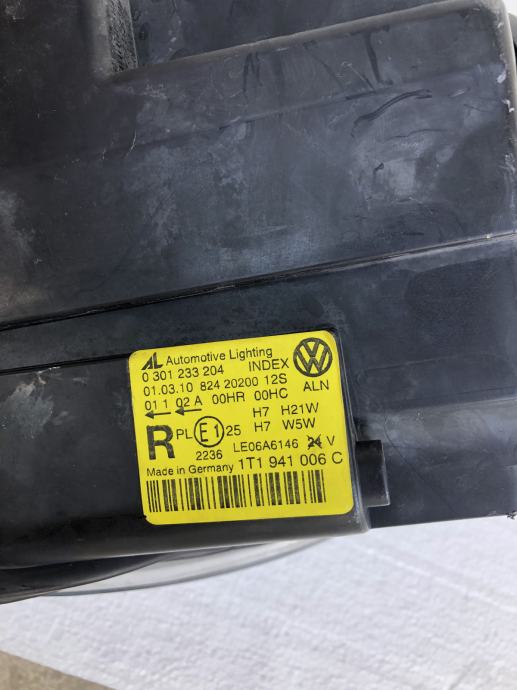 AL Automotive Lighting
0 301 233 204 INDEX
01.03.10 824 20200 12S
ALN
01 1 02 A 00HR 00HC
H7 H21W
R PL E1 25 H7 W5W
2236 LE06A6146 24 V
Made in Germany 1T1 941 006 C